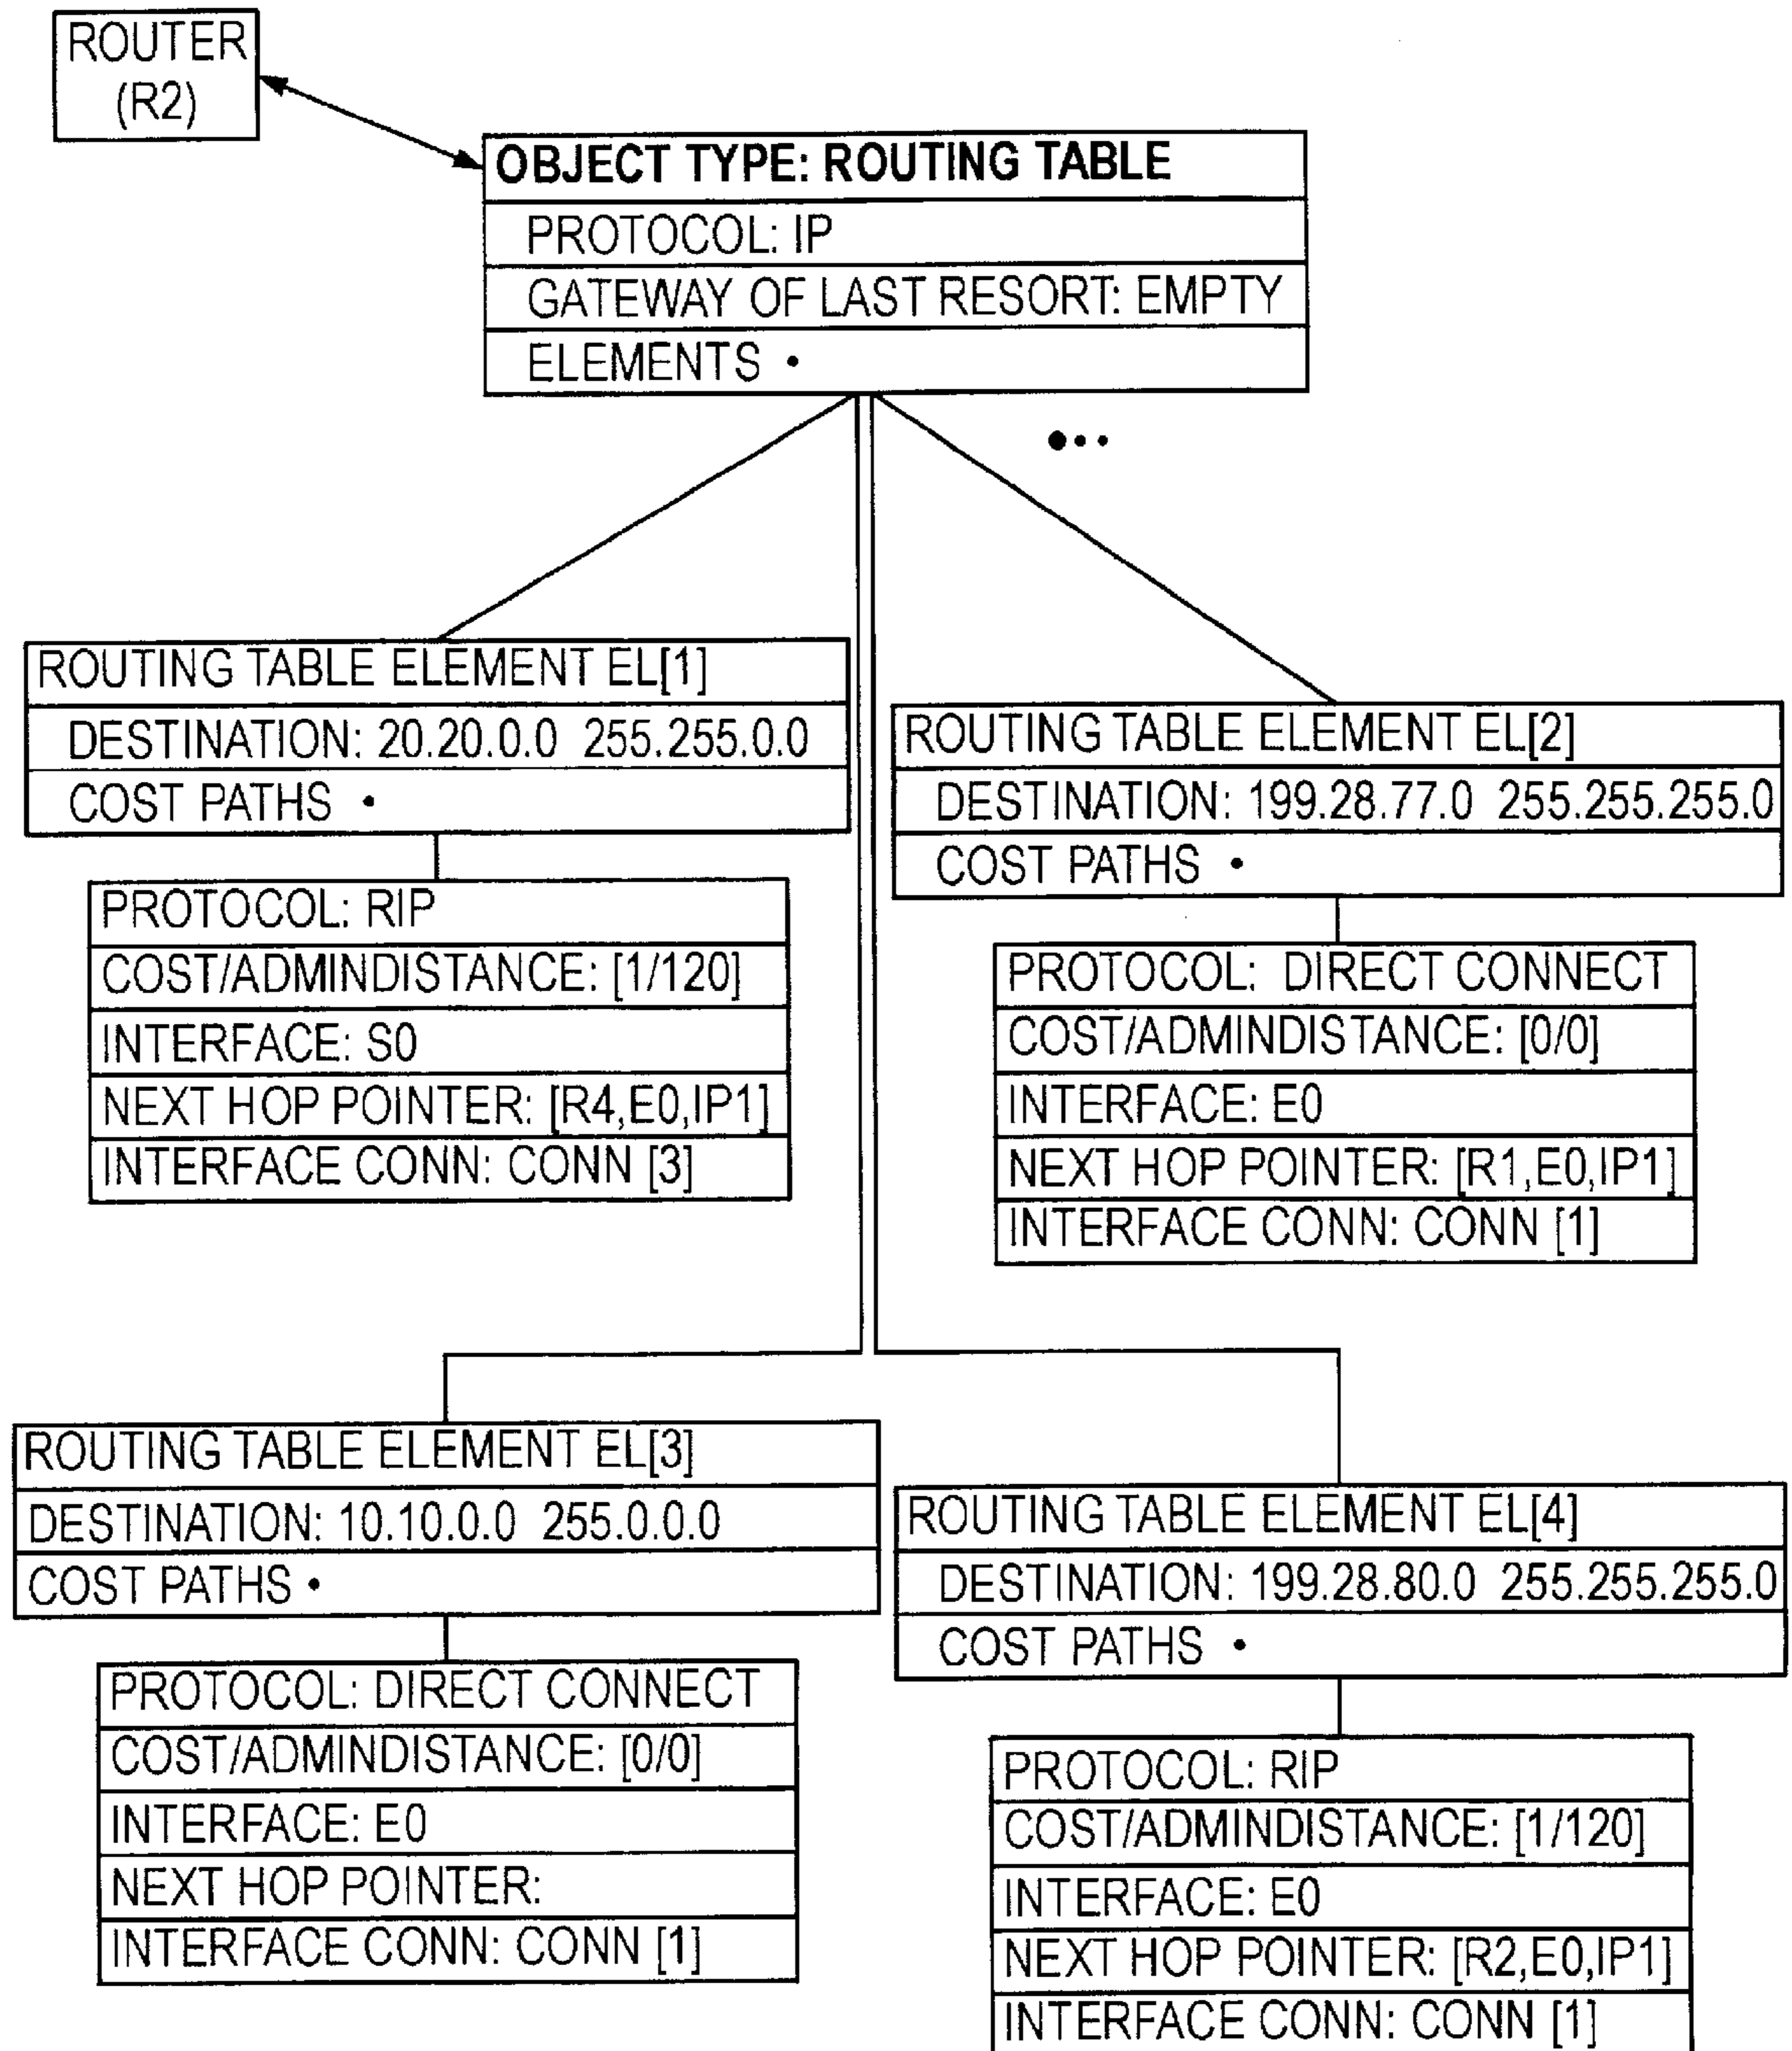 ROUTER
(R2)
OBJECT TYPE: ROUTING TABLE
PROTOCOL: IP
GATEWAY OF LAST RESORT: EMPTY
ELEMENTS •
ROUTING TABLE ELEMENT EL[1]
DESTINATION: 20.20.0.0 255.255.0.0
COST PATHS •
PROTOCOL: RIP
COST/ADMINDISTANCE: [1/120]
INTERFACE: S0
NEXT HOP POINTER: [R4,E0,IP1]
INTERFACE CONN: CONN [3]
ROUTING TABLE ELEMENT EL[2]
DESTINATION: 199.28.77.0 255.255.255.0
COST PATHS •
PROTOCOL: DIRECT CONNECT
COST/ADMINDISTANCE: [0/0]
INTERFACE: E0
NEXT HOP POINTER: [R1,E0,IP1]
INTERFACE CONN: CONN [1]
ROUTING TABLE ELEMENT EL[3]
DESTINATION: 10.10.0.0 255.0.0.0
COST PATHS •
PROTOCOL: DIRECT CONNECT
COST/ADMINDISTANCE: [0/0]
INTERFACE: E0
NEXT HOP POINTER:
INTERFACE CONN: CONN [1]
ROUTING TABLE ELEMENT EL[4]
DESTINATION: 199.28.80.0 255.255.255.0
COST PATHS •
PROTOCOL: RIP
COST/ADMINDISTANCE: [1/120]
INTERFACE: E0
NEXT HOP POINTER: [R2,E0,IP1]
INTERFACE CONN: CONN [1]